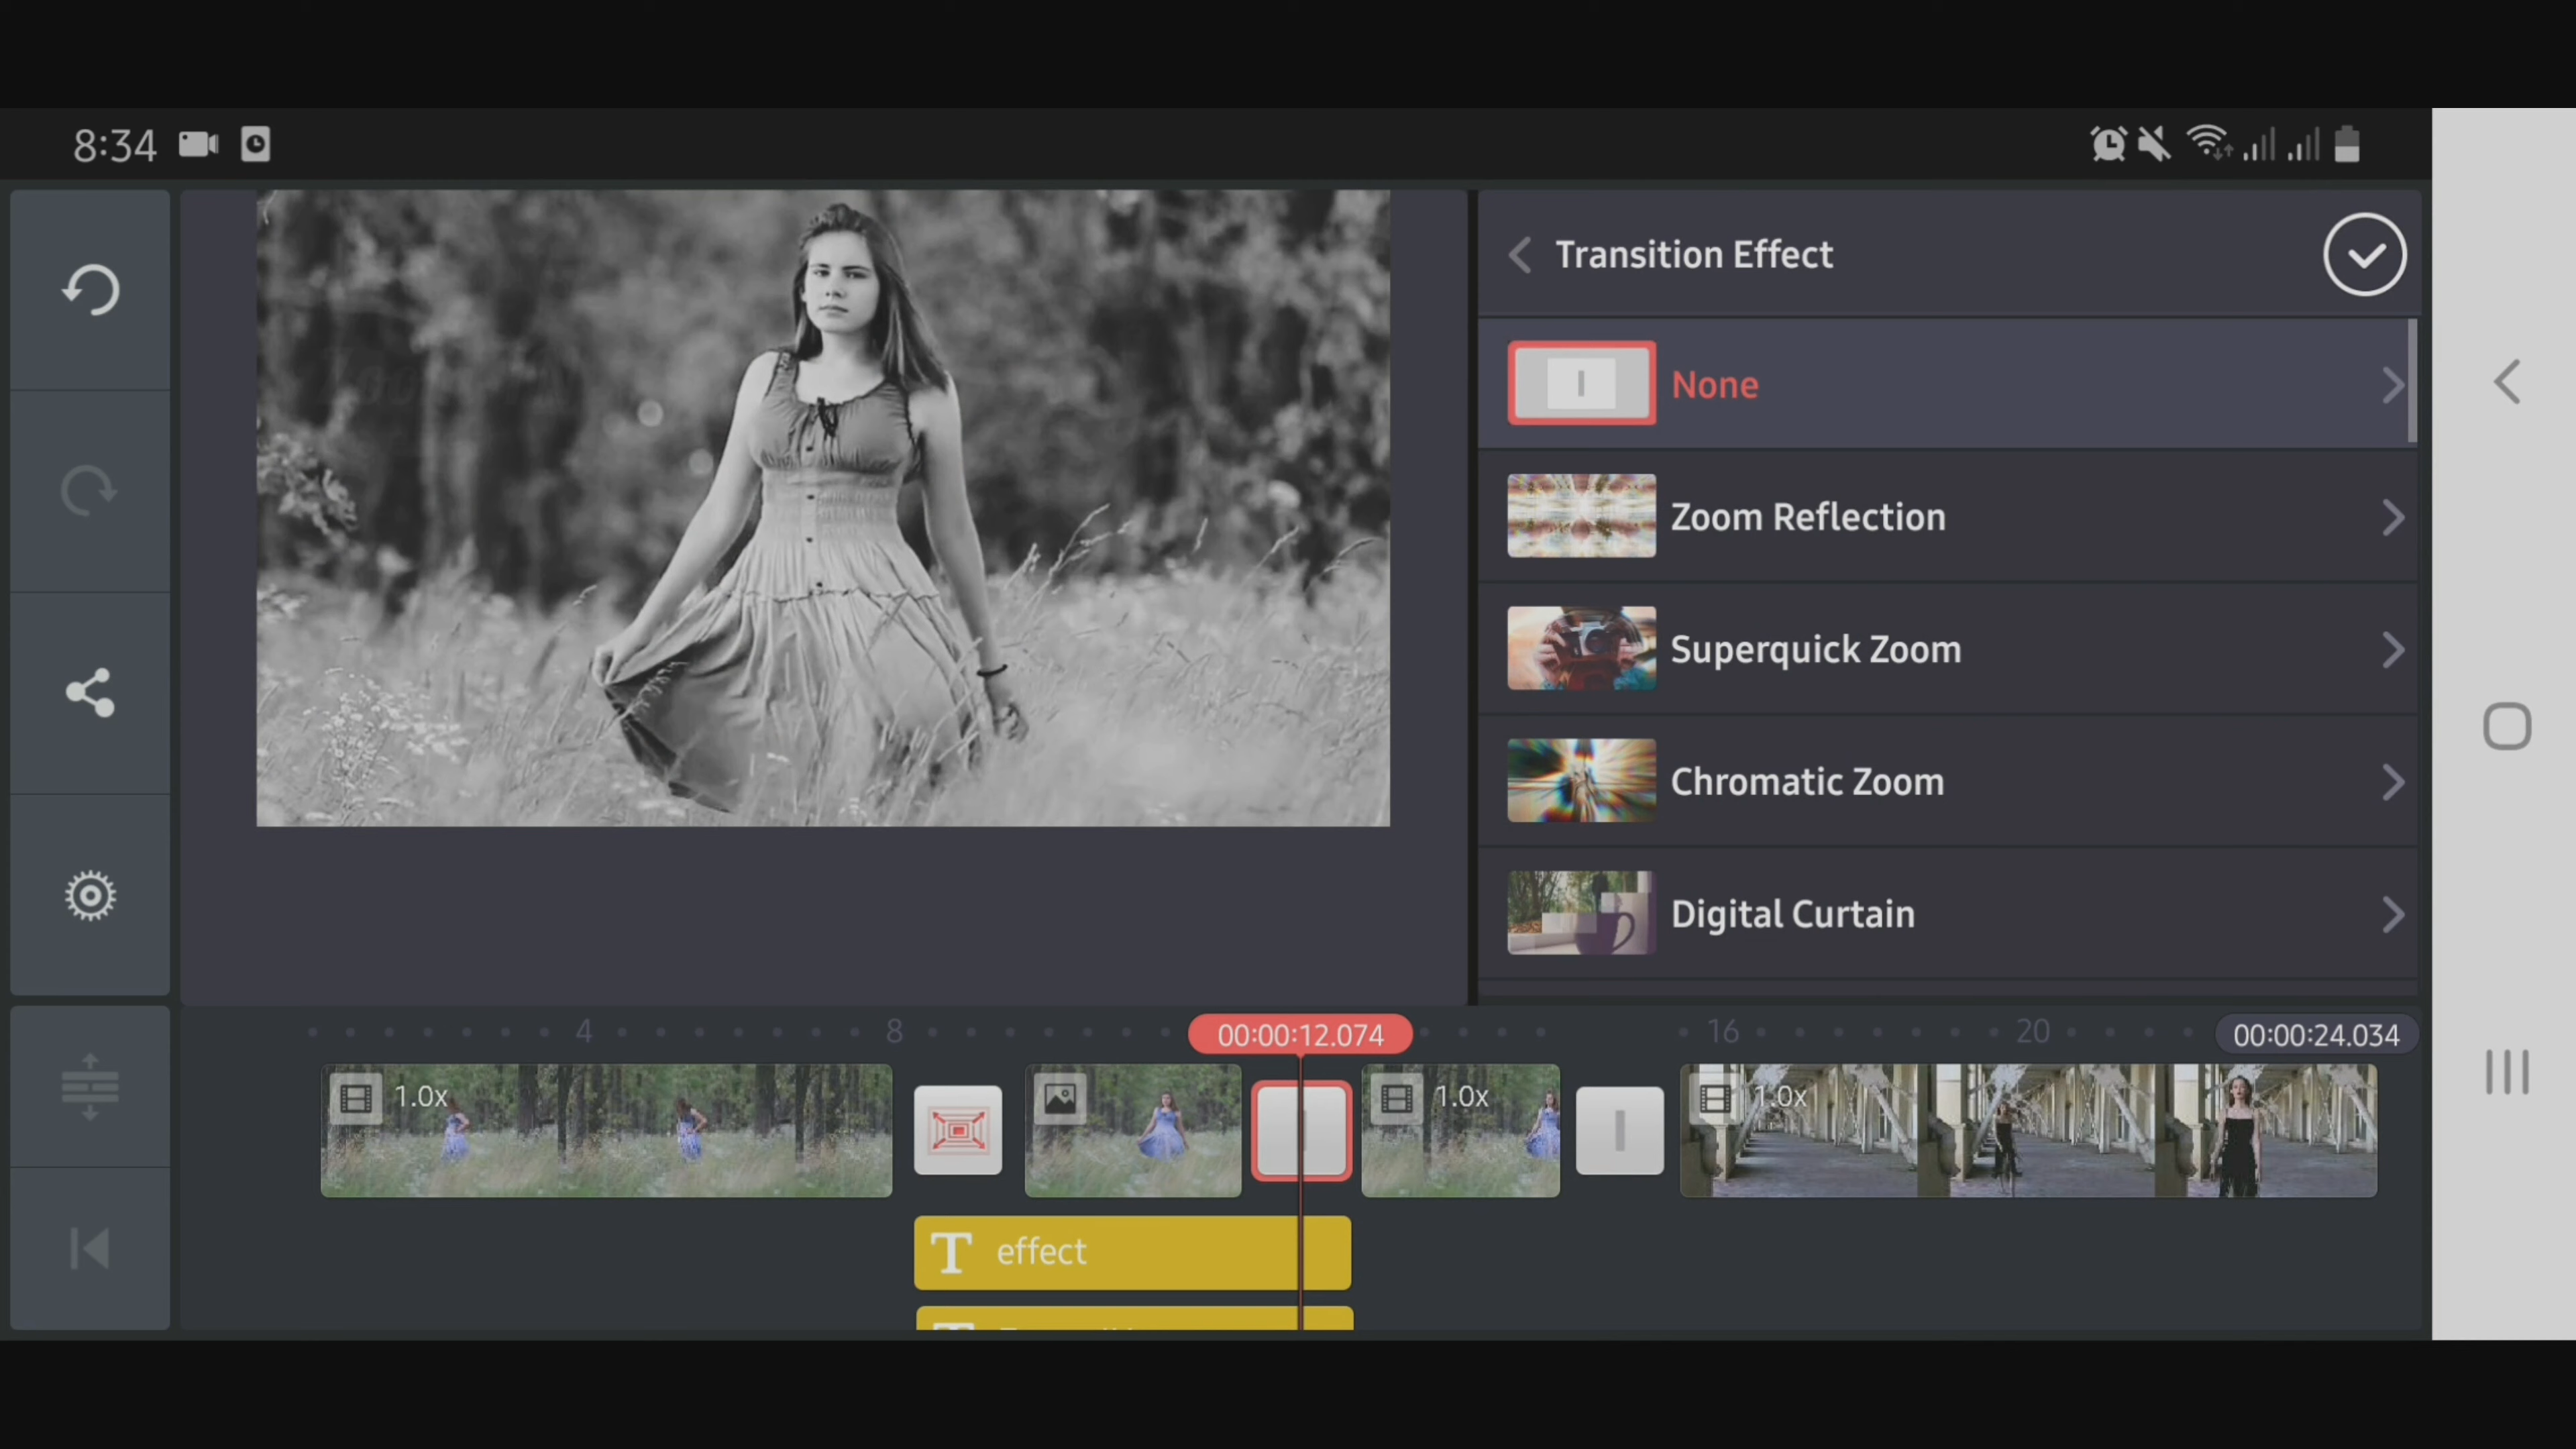 8:34
Transition Effect
None
Zoom Reflection
Superquick Zoom
Chromatic Zoom
Digital Curtain
4
8
00:00:12.074
16
20
00:00:24.034
1.0x
1.0x
1.0x
T effect